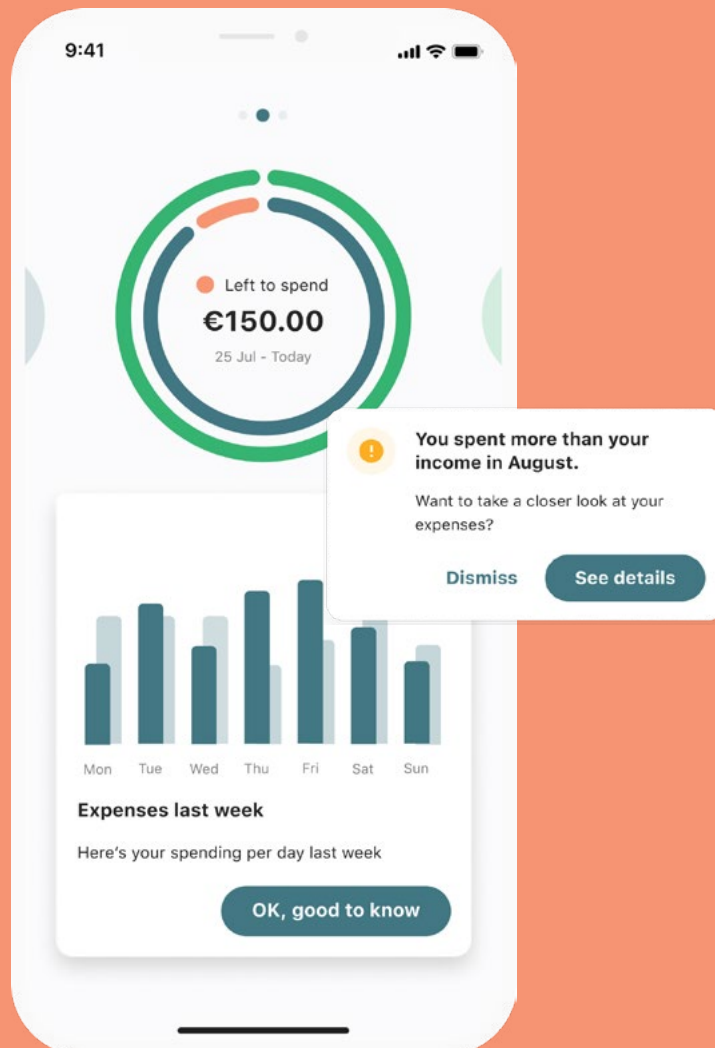 9:41
Left to spend
€150.00
25 Jul - Today
You spent more than your
income in August.
Want to take a closer look at your
expenses?
Dismiss
See details
Mon Tue Wed Thu Fri Sat Sun
Expenses last week
Here's your spending per day last week
OK, good to know